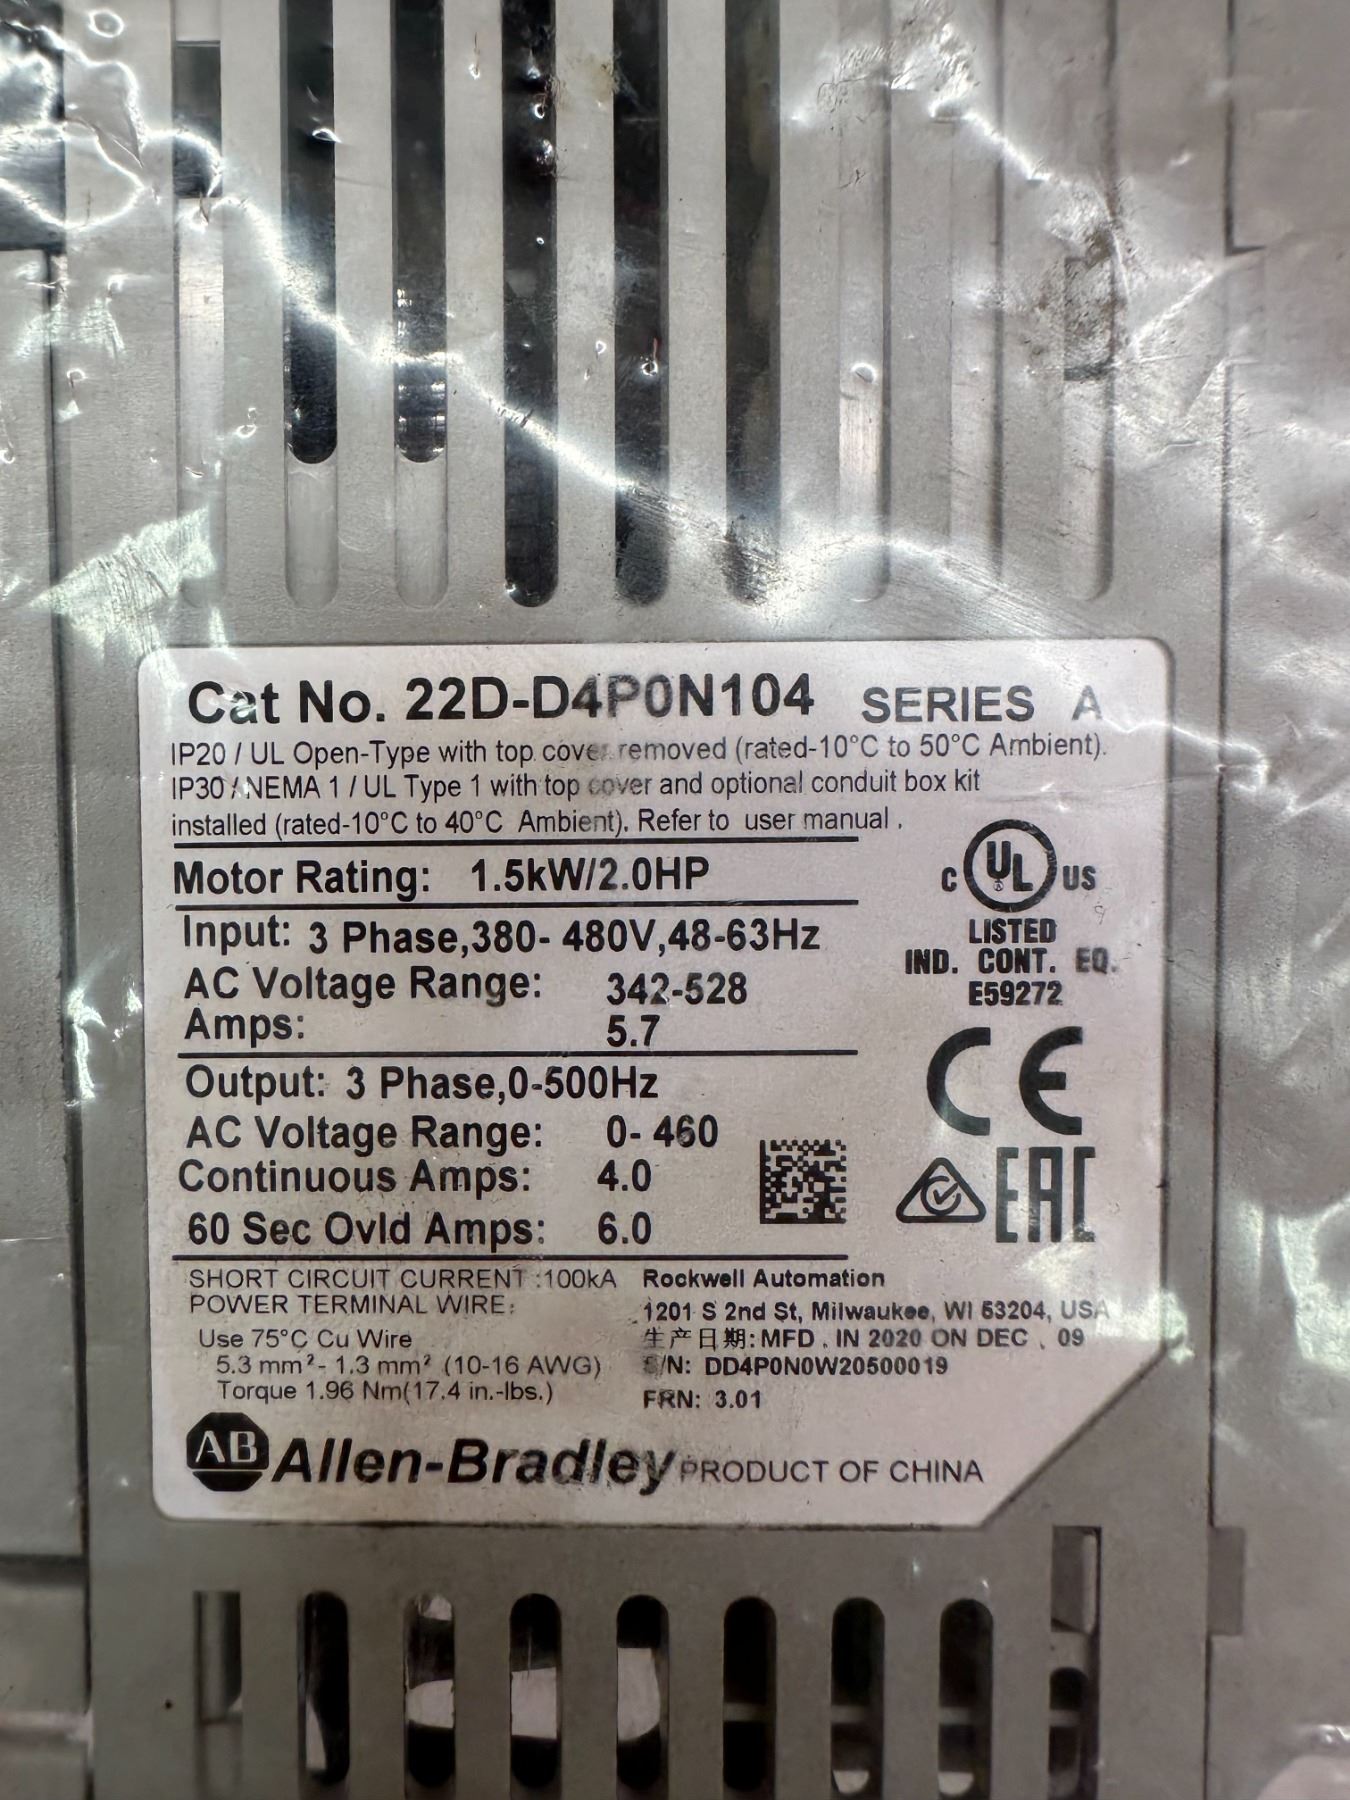 Cat No. 22D-D4P0N104 SERIES A
IP20 / UL Open-Type with top cover removed (rated-10°C to 50°C Ambient).
IP30 / NEMA 1 / UL Type 1 with top cover and optional conduit box kit
installed (rated-10°C to 40°C Ambient). Refer to user manual .
Motor Rating: 1.5kW/2.0HP
Input: 3 Phase,380- 480V,48-63Hz
AC Voltage Range: 342-528
Amps: 5.7
Output: 3 Phase,0-500Hz
AC Voltage Range: 0- 460
Continuous Amps: 4.0
60 Sec Ovld Amps: 6.0
C UL US
LISTED
IND. CONT. EQ.
E59272
CE
EAC
SHORT CIRCUIT CURRENT :100kA
POWER TERMINAL WIRE:
Use 75°C Cu Wire
5.3 mm²- 1.3 mm² (10-16 AWG)
Torque 1.96 Nm(17.4 in.-lbs.)
Rockwell Automation
1201 S 2nd St, Milwaukee, WI 53204, USA
生产日期: MFD . IN 2020 ON DEC . 09
S/N: DD4P0N0W20500019
FRN: 3.01
AB Allen-Bradley PRODUCT OF CHINA